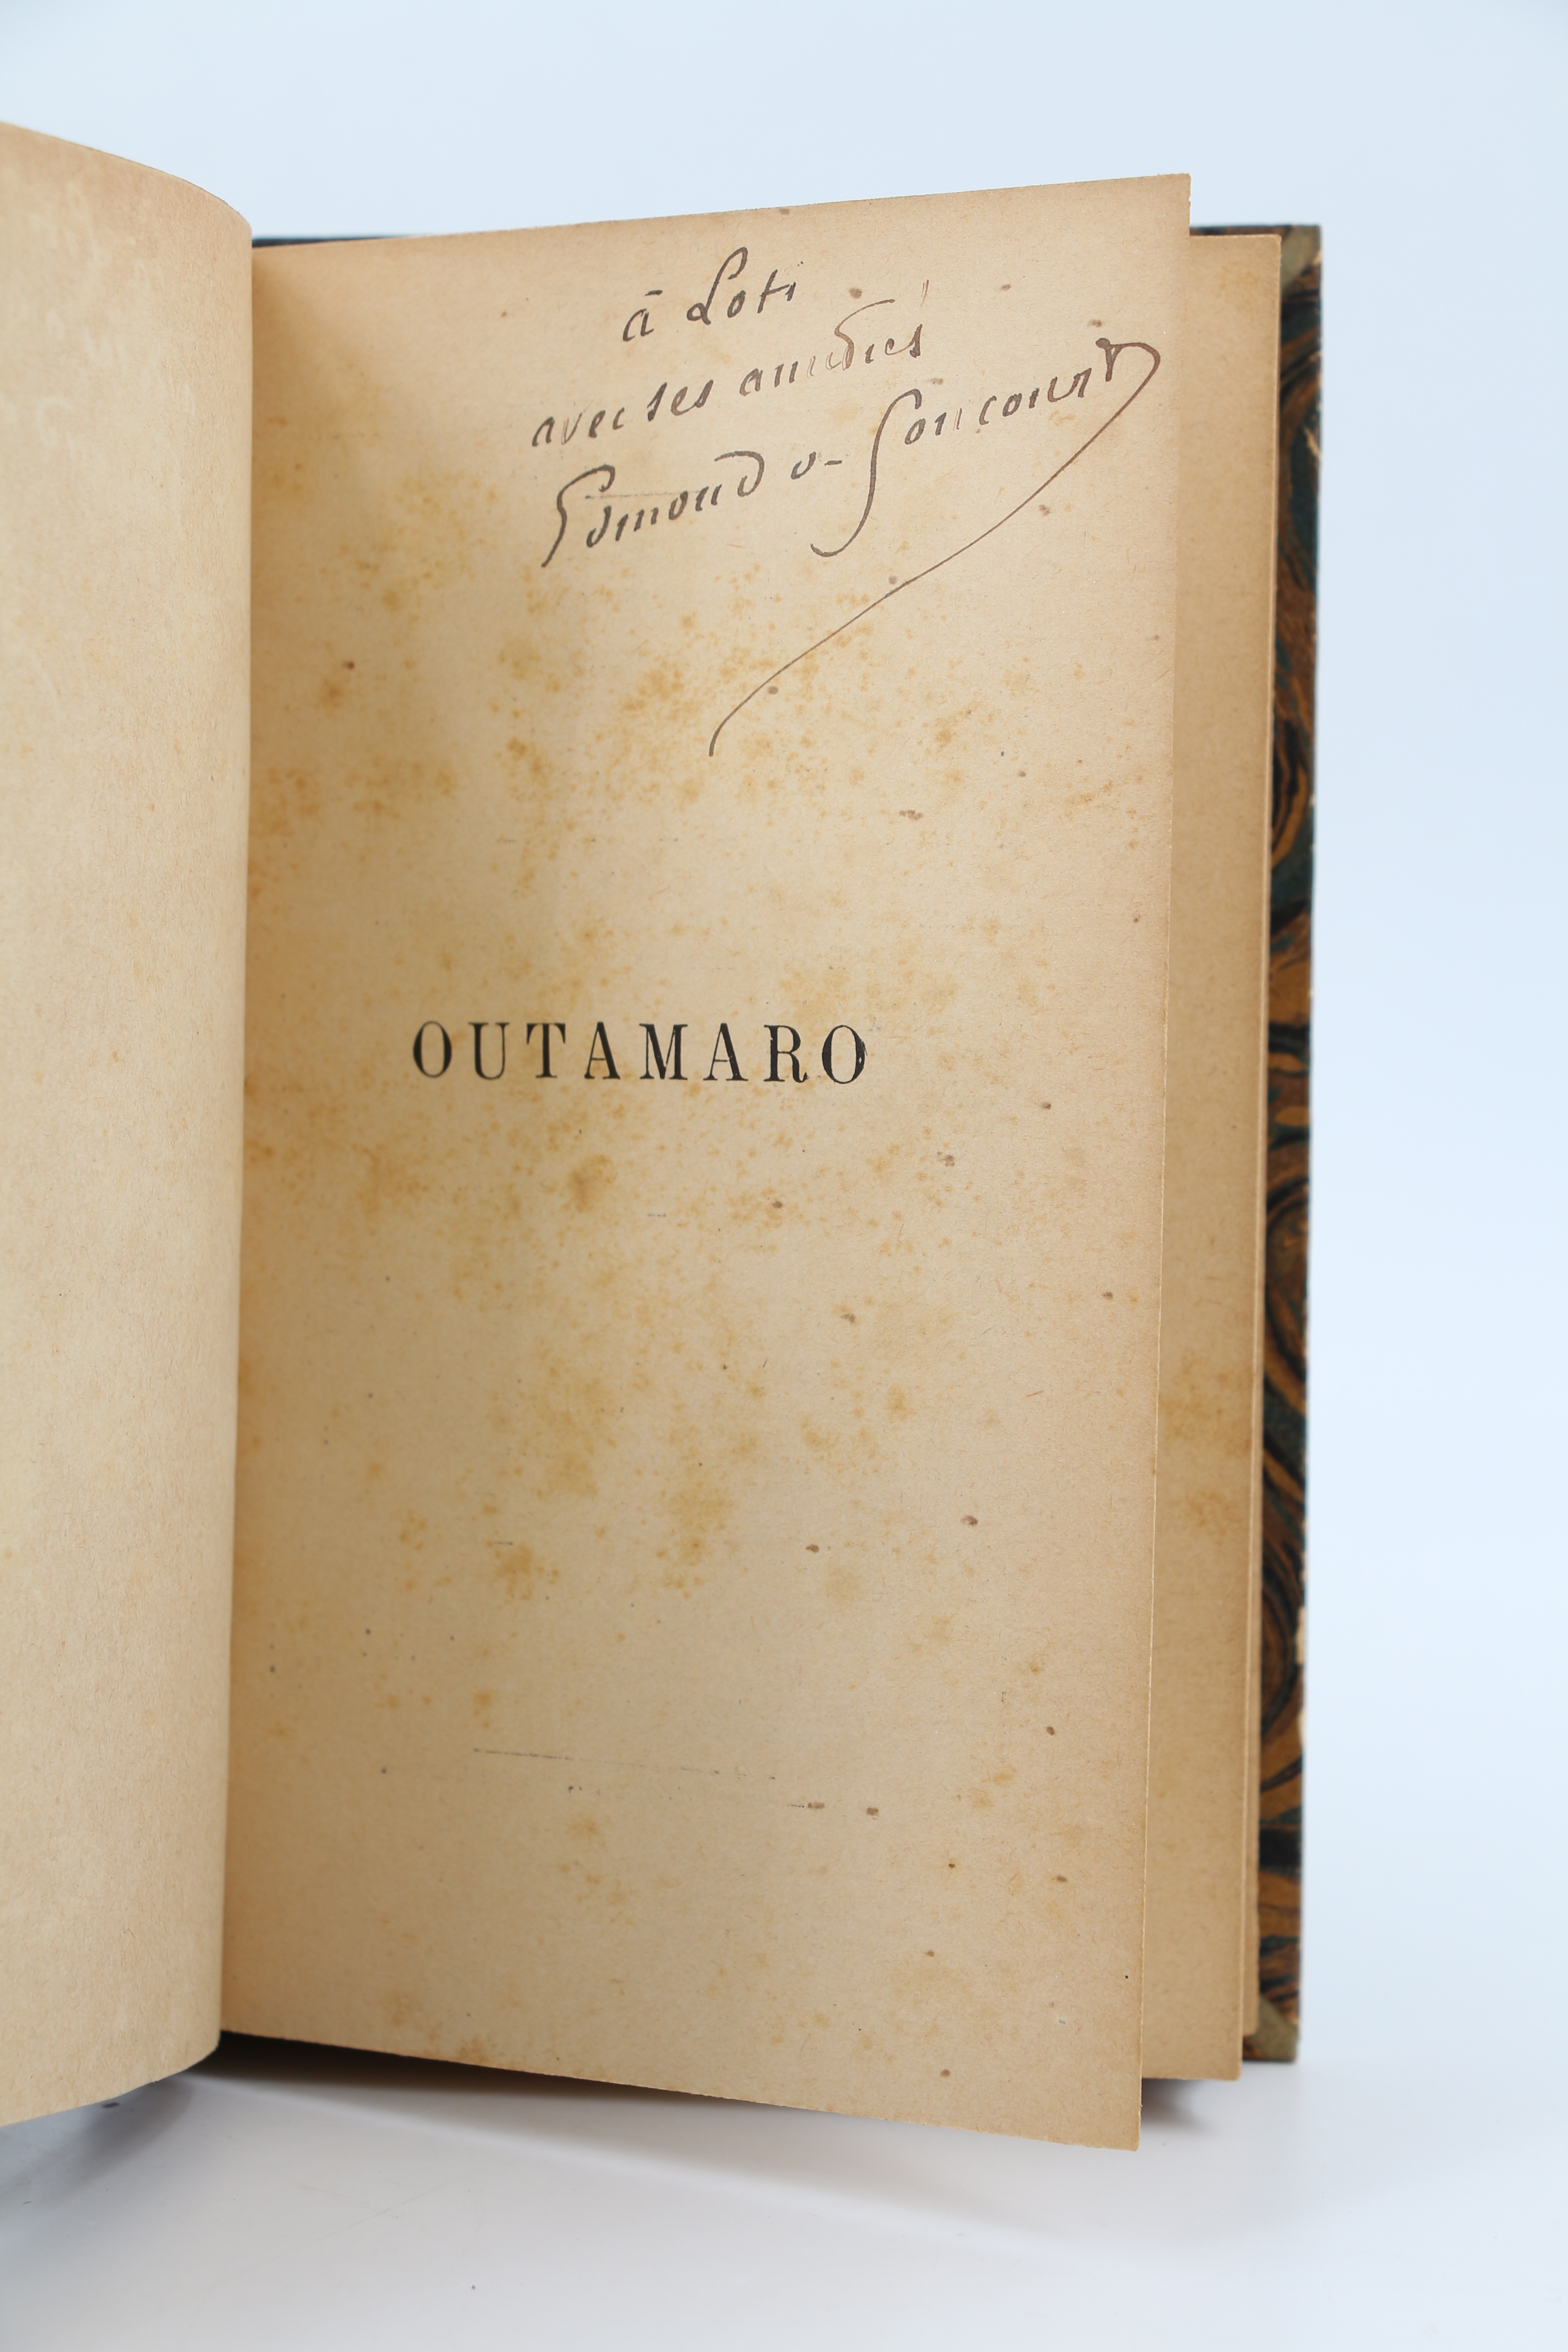 à Loti
avec ses amitiés
Edmond de Goncourt
OUTAMARO